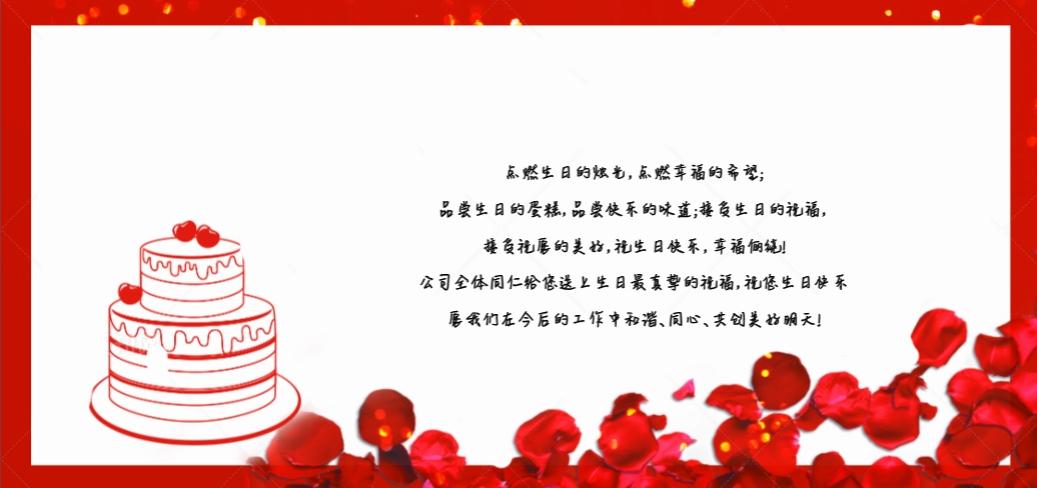 点燃生日的烛光,点燃幸福的希望;
品尝生日的蛋糕,品尝快乐的味道;接负生日的祝福,
接负祝愿的美好,祝生日快乐,幸福俩绕!
公司全体同仁给您送上生日最真挚的祝福,祝您生日快乐
愿我们在今后的工作中和谐、同心、共创美好明天!